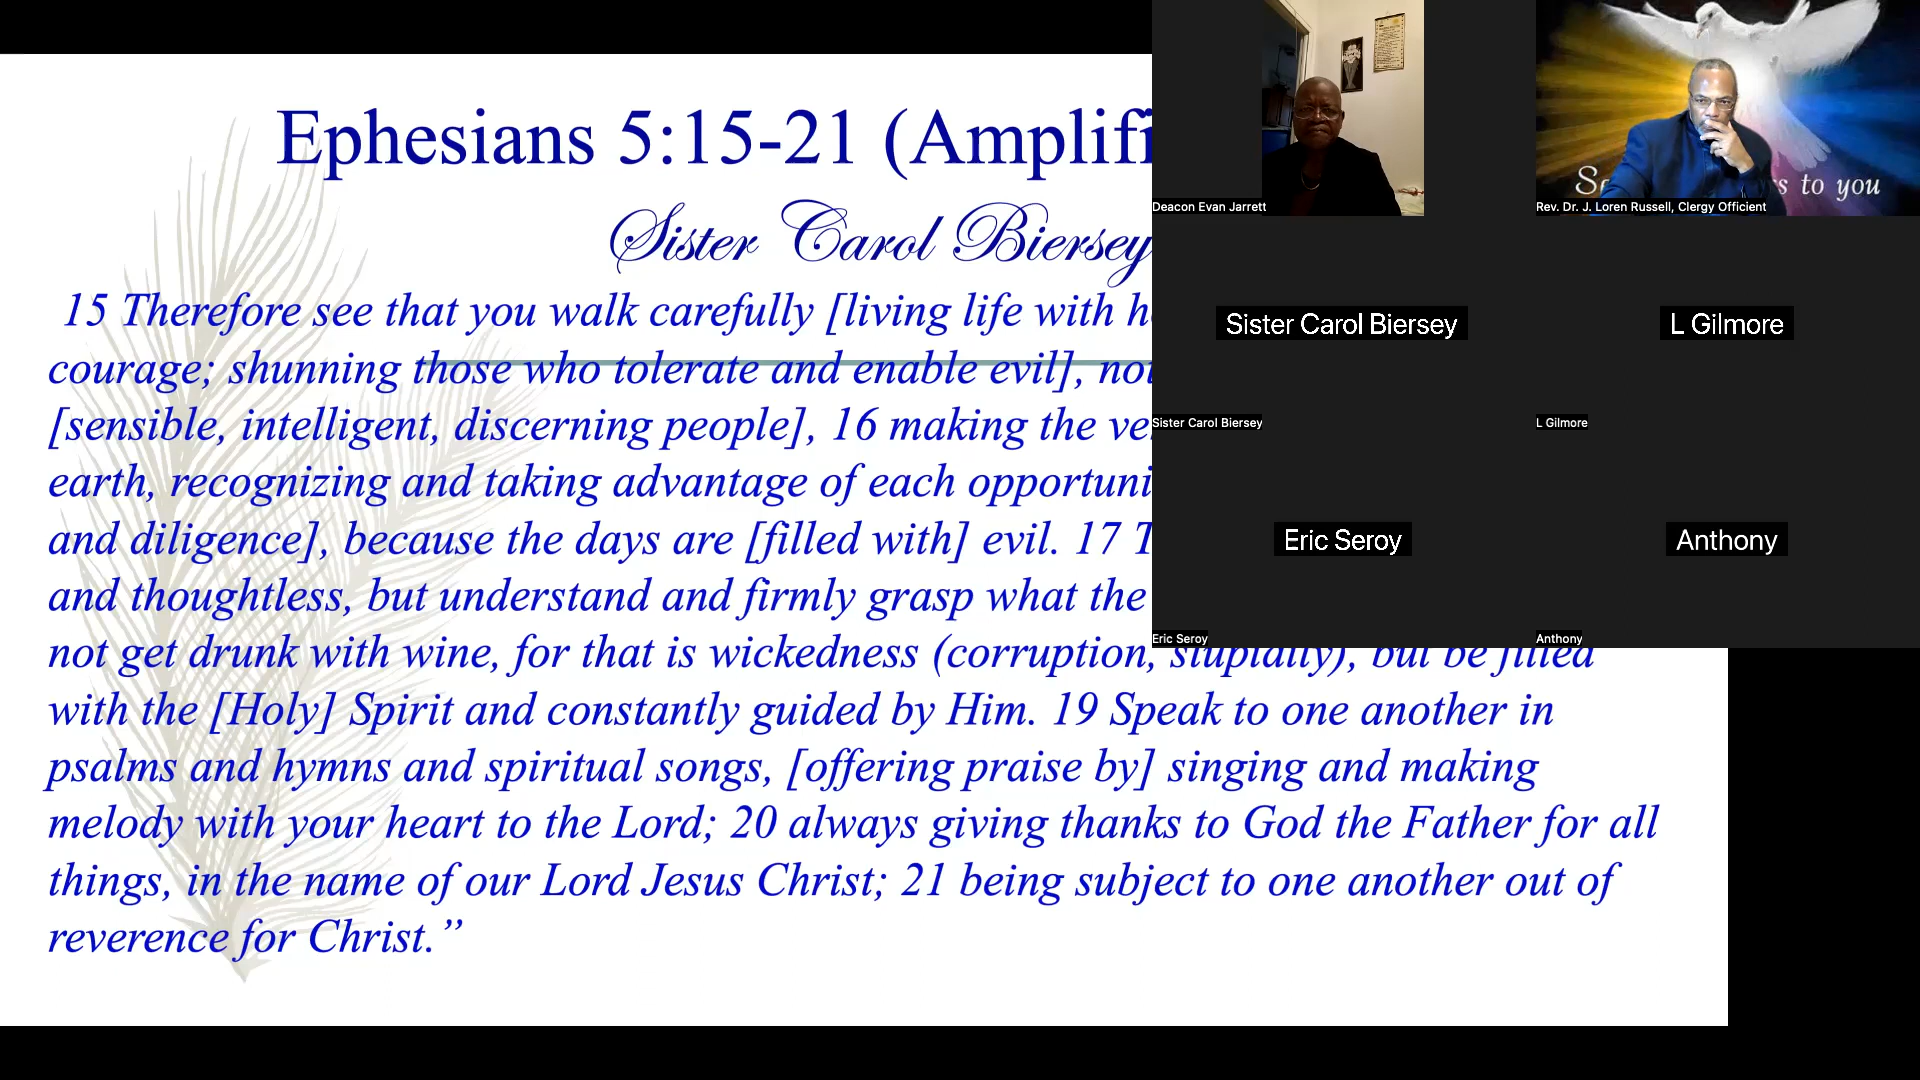 Ephesians 5:15-21 (Amplifi
Sister Carol Biersey
15 Therefore see that you walk carefully [living life with h
courage; shunning those who tolerate and enable evil], not
[sensible, intelligent, discerning people], 16 making the ve
earth, recognizing and taking advantage of each opportuni
and diligence], because the days are [filled with] evil. 17 T
and thoughtless, but understand and firmly grasp what the
not get drunk with wine, for that is wickedness (corruption, stupidity), but be filled
with the [Holy] Spirit and constantly guided by Him. 19 Speak to one another in
psalms and hymns and spiritual songs, [offering praise by] singing and making
melody with your heart to the Lord; 20 always giving thanks to God the Father for all
things, in the name of our Lord Jesus Christ; 21 being subject to one another out of
reverence for Christ.”
Deacon Evan Jarrett
s to you
Rev. Dr. J. Loren Russell, Clergy Officient
Sister Carol Biersey
L Gilmore
Sister Carol Biersey
L Gilmore
Eric Seroy
Anthony
Eric Seroy
Anthony